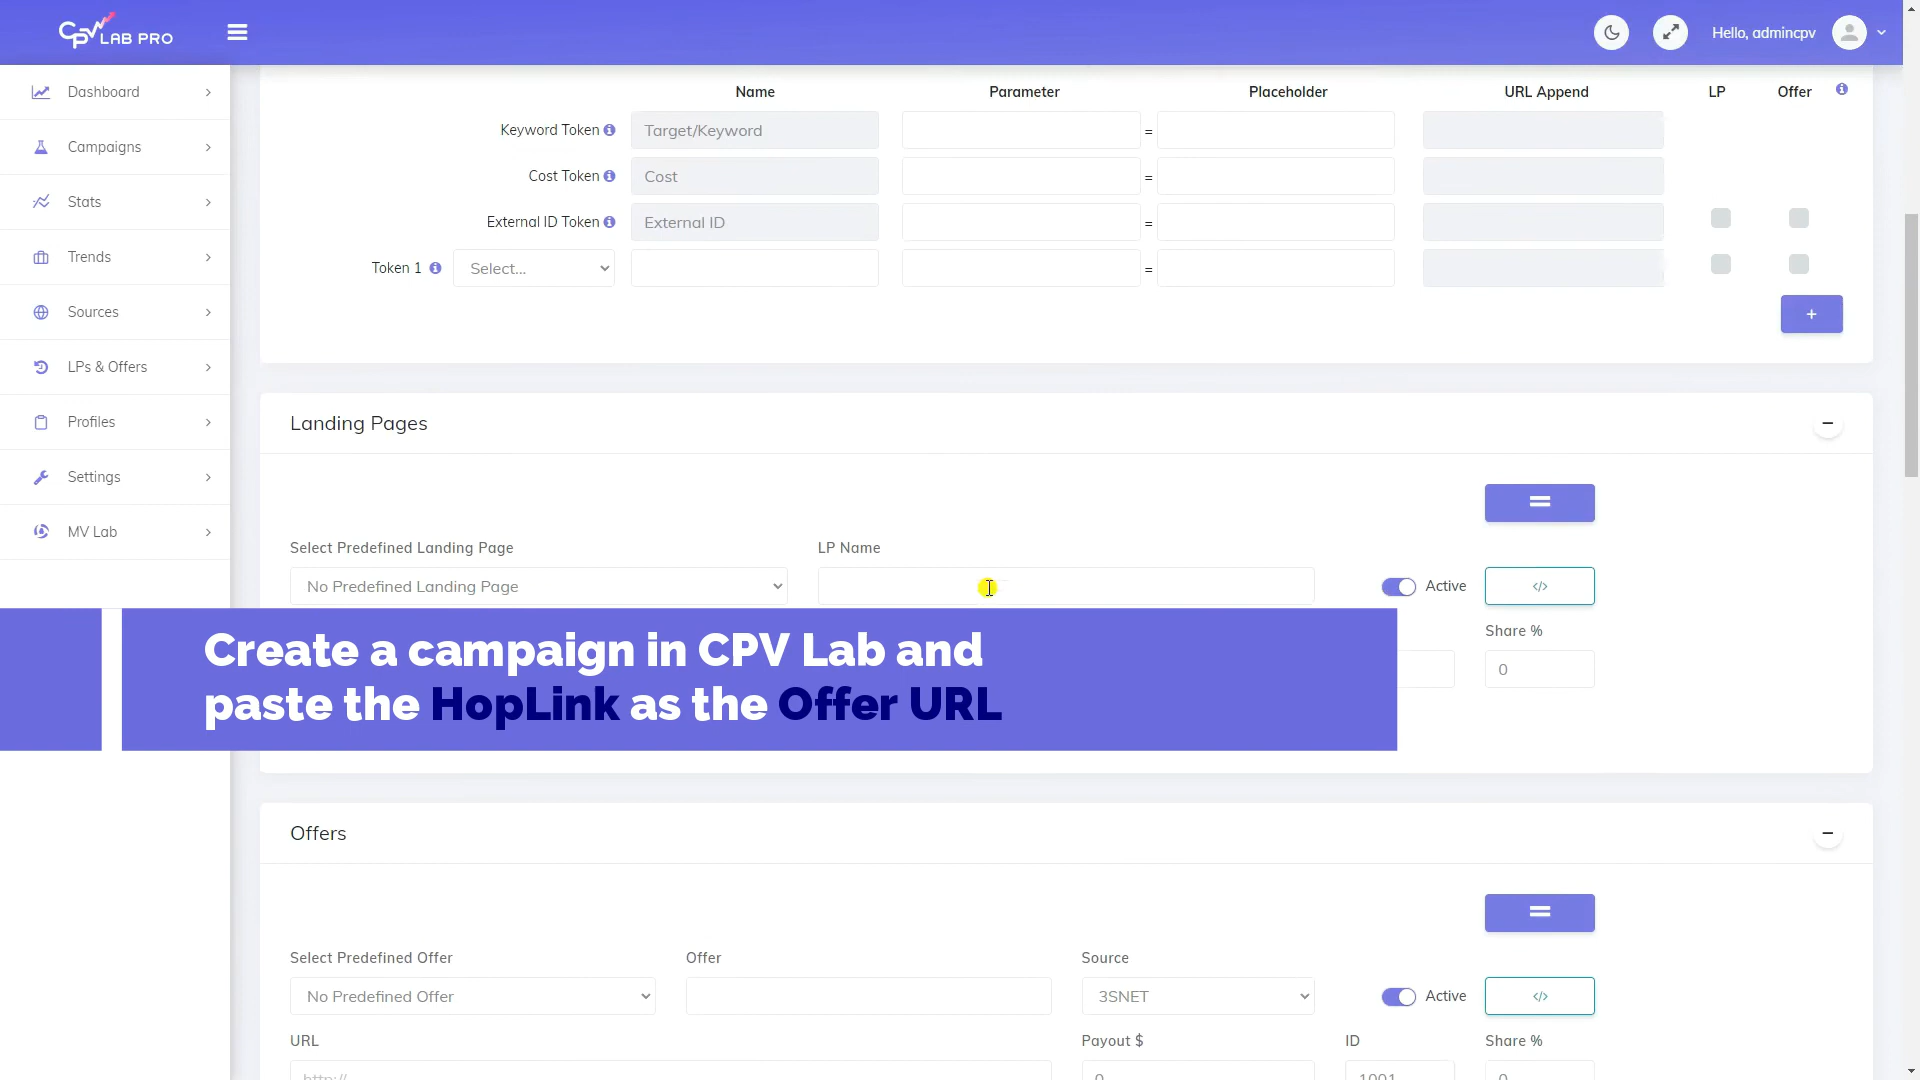 CPV LAB PRO
Hello, admincpv
Dashboard
Campaigns
Stats
Trends
Sources
LPs & Offers
Profiles
Settings
MV Lab
Name Parameter Placeholder URL Append LP Offer
Keyword Token Target/Keyword =
Cost Token Cost =
External ID Token External ID =
Token 1 Select... =
+
Landing Pages
Select Predefined Landing Page LP Name
No Predefined Landing Page Active </>
Share %
0
Create a campaign in CPV Lab and
paste the HopLink as the Offer URL
Offers
Select Predefined Offer Offer Source
No Predefined Offer 3SNET Active </>
URL Payout $ ID Share %
http:// 0 1001 0